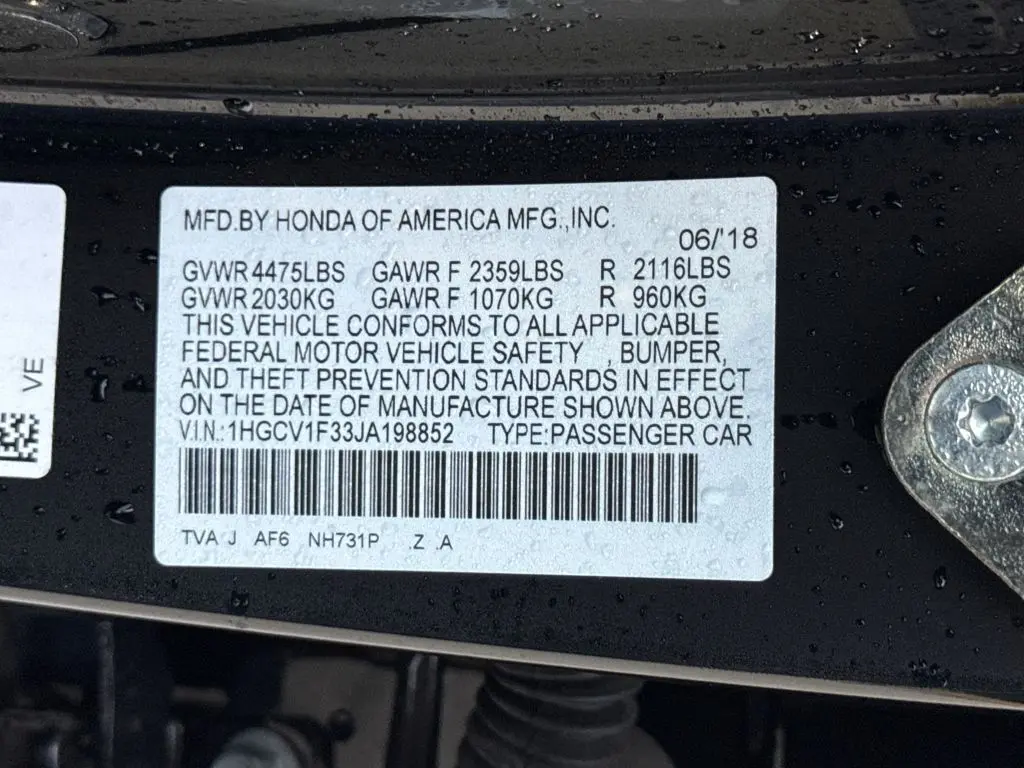 MFD.BY HONDA OF AMERICA MFG.,INC.
06/'18
GVWR 4475LBS GAWR F 2359LBS R 2116LBS
GVWR 2030KG GAWR F 1070KG R 960KG
THIS VEHICLE CONFORMS TO ALL APPLICABLE
FEDERAL MOTOR VEHICLE SAFETY , BUMPER,
AND THEFT PREVENTION STANDARDS IN EFFECT
ON THE DATE OF MANUFACTURE SHOWN ABOVE.
V.I.N.:1HGCV1F33JA198852 TYPE:PASSENGER CAR
TVA J AF6 NH731P .Z .A
VE